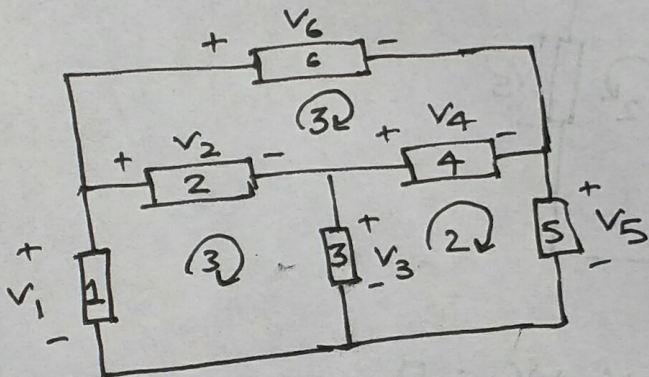 V6
+ 6 -
3
V2 V4
+ 2 - + 4 -
+ V1 - 1
3
3 + V3 -
2
5 + V5 -